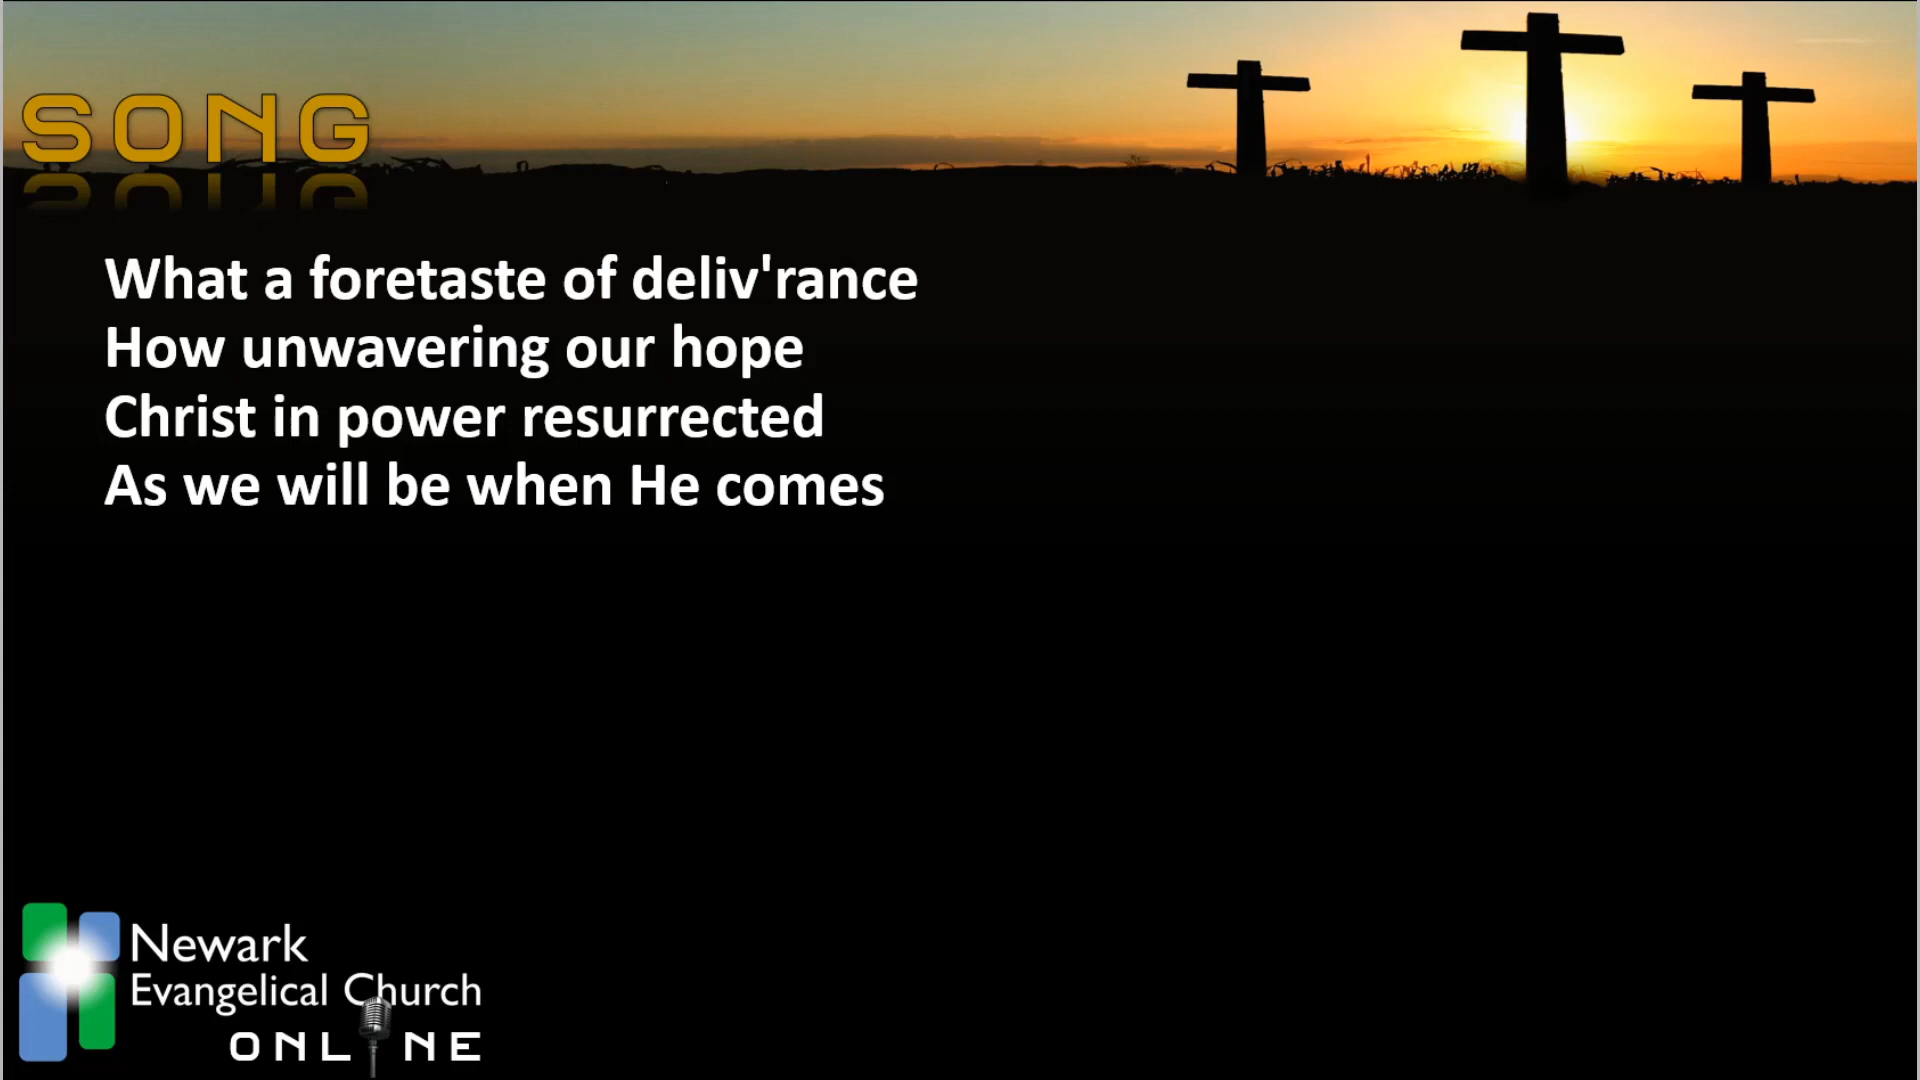 SONG
What a foretaste of deliv'rance
How unwavering our hope
Christ in power resurrected
As we will be when He comes
Newark
Evangelical Church
ONLINE